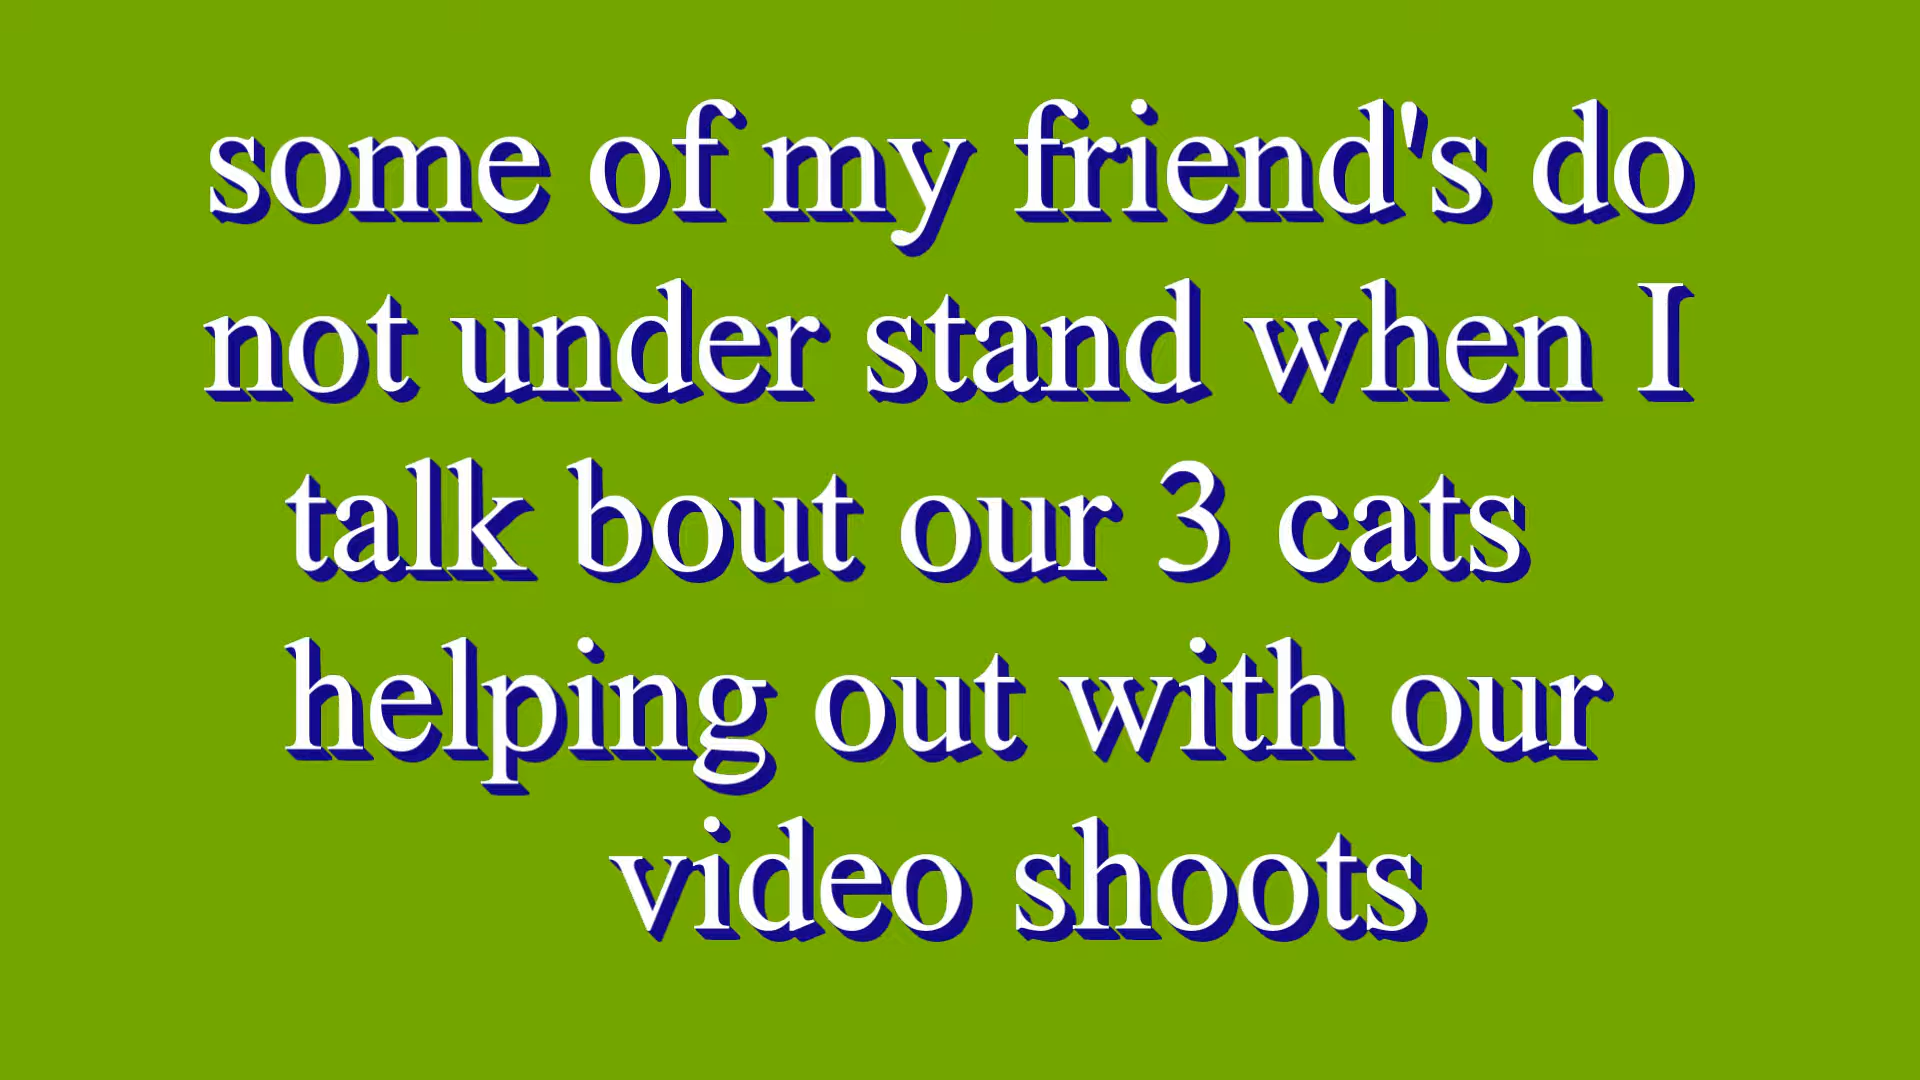 some of my friend's do
not under stand when I
talk bout our 3 cats
helping out with our
video shoots